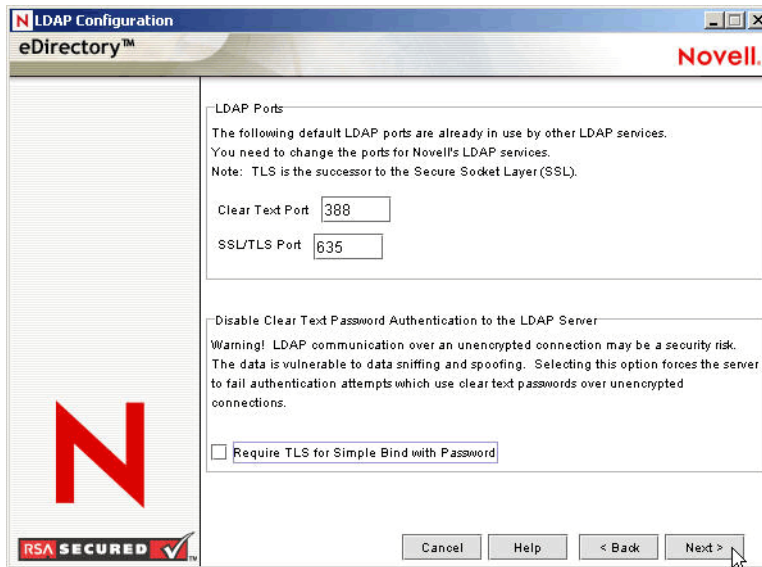 N LDAP Configuration
eDirectory™
Novell.
LDAP Ports
The following default LDAP ports are already in use by other LDAP services.
You need to change the ports for Novell's LDAP services.
Note: TLS is the successor to the Secure Socket Layer (SSL).
Clear Text Port 388
SSL/TLS Port 635
Disable Clear Text Password Authentication to the LDAP Server
Warning! LDAP communication over an unencrypted connection may be a security risk.
The data is vulnerable to data sniffing and spoofing. Selecting this option forces the server
to fail authentication attempts which use clear text passwords over unencrypted
connections.
Require TLS for Simple Bind with Password
N
RSA SECURED ™
Cancel Help < Back Next >